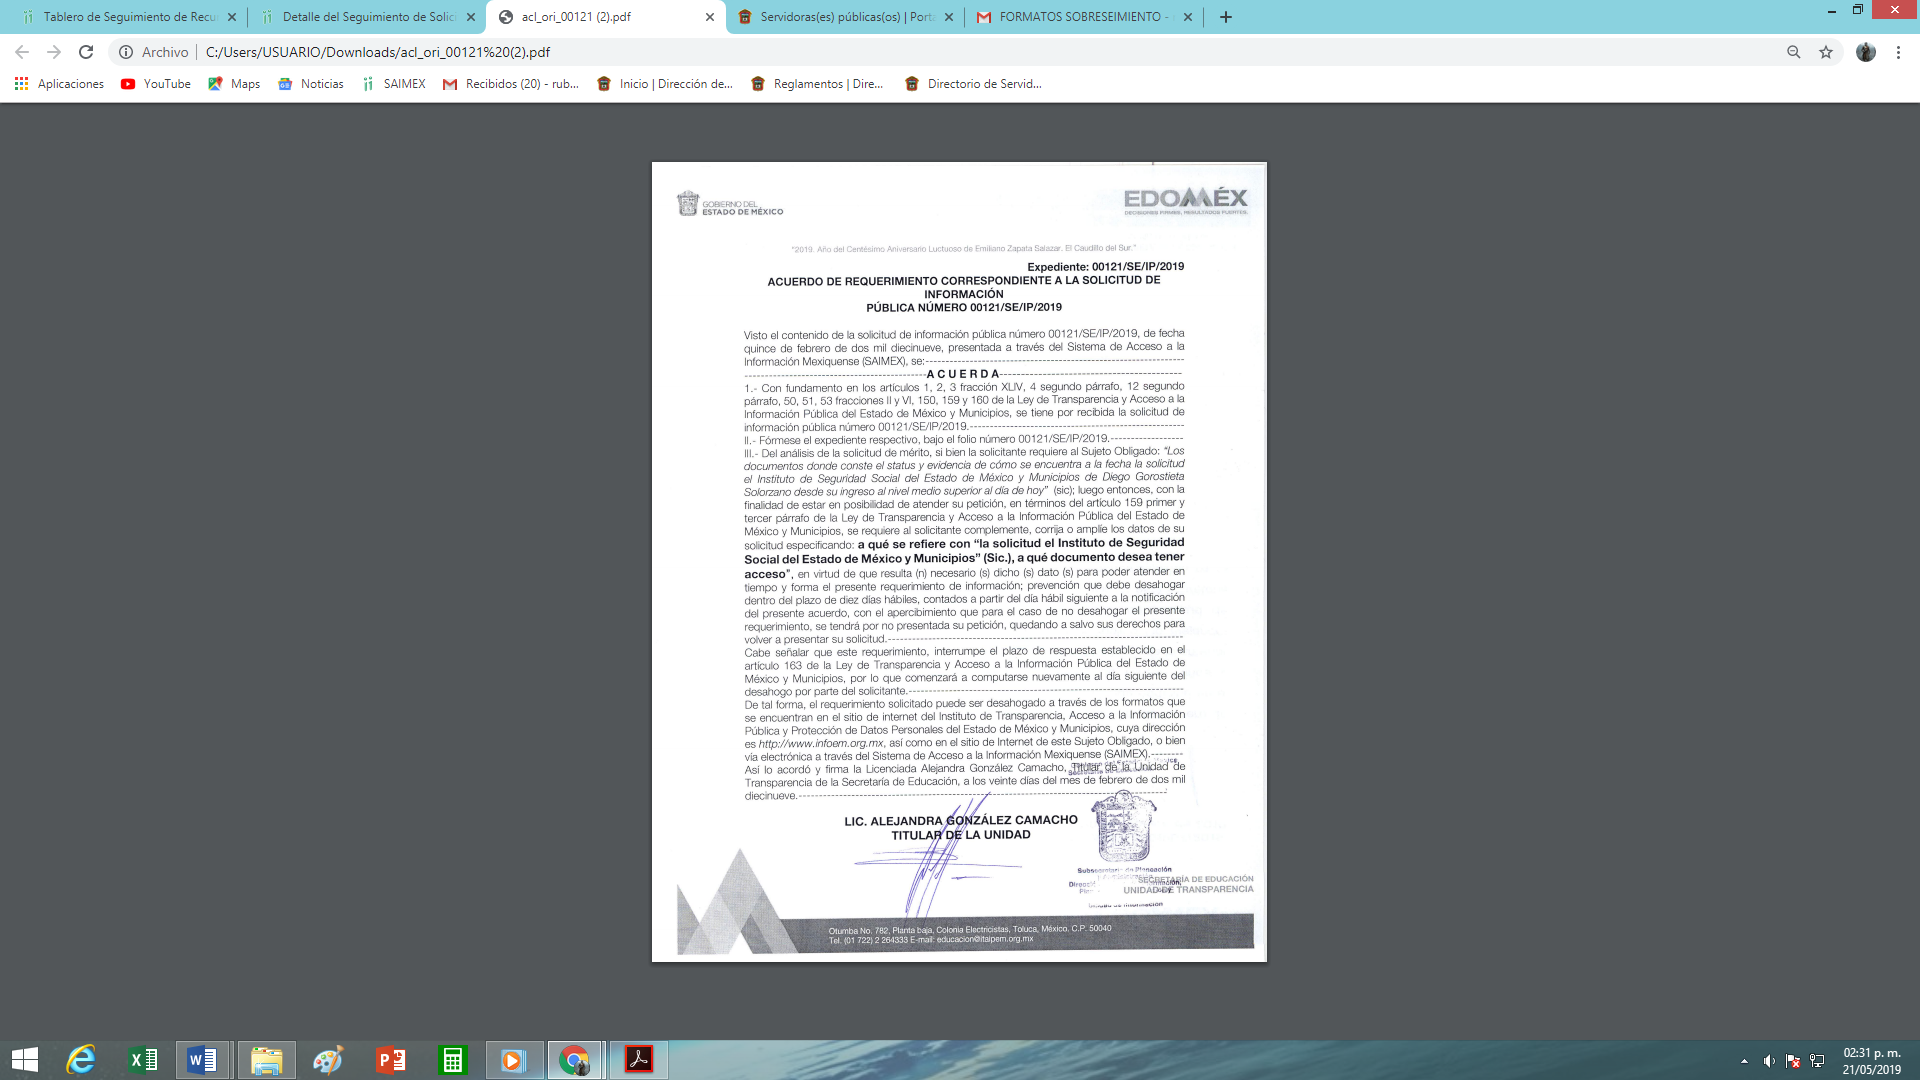 Tablero de Seguimiento de Recu
Detalle del Seguimiento de Solic
acl_ori_00121 (2).pdf
Servidoras(es) públicas(os) | Port
FORMATOS SOBRESEIMIENTO -
Archivo
C:/Users/USUARIO/Downloads/acl_ori_00121%20(2).pdf
Aplicaciones
YouTube
Maps
Noticias
SAIMEX
Recibidos (20) - rub...
Inicio | Dirección de...
Reglamentos | Dire...
Directorio de Servid...
GOBIERNO DEL
ESTADO DE MÉXICO
EDOMÉX
DECISIONES FIRMES, RESULTADOS FUERTES.
"2019. Año del Centésimo Aniversario Luctuoso de Emiliano Zapata Salazar. El Caudillo del Sur."
Expediente: 00121/SE/IP/2019
ACUERDO DE REQUERIMIENTO CORRESPONDIENTE A LA SOLICITUD DE
INFORMACIÓN
PÚBLICA NÚMERO 00121/SE/IP/2019
Visto el contenido de la solicitud de información pública número 00121/SE/IP/2019, de fecha
quince de febrero de dos mil diecinueve, presentada a través del Sistema de Acceso a la
Información Mexiquense (SAIMEX), se:----------------------------------------
----------------------------A C U E R D A----------------------------
1.- Con fundamento en los artículos 1, 2, 3 fracción XLIV, 4 segundo párrafo, 12 segundo
párrafo, 50, 51, 53 fracciones II y VI, 150, 159 y 160 de la Ley de Transparencia y Acceso a la
Información Pública del Estado de México y Municipios, se tiene por recibida la solicitud de
información pública número 00121/SE/IP/2019.--------------------------------
II.- Fórmese el expediente respectivo, bajo el folio número 00121/SE/IP/2019.-----------
III.- Del análisis de la solicitud de mérito, si bien la solicitante requiere al Sujeto Obligado: "Los
documentos donde conste el status y evidencia de cómo se encuentra a la fecha la solicitud
el Instituto de Seguridad Social del Estado de México y Municipios de Diego Gorostieta
Solorzano desde su ingreso al nivel medio superior al día de hoy" (sic); luego entonces, con la
finalidad de estar en posibilidad de atender su petición, en términos del artículo 159 primer y
tercer párrafo de la Ley de Transparencia y Acceso a la Información Pública del Estado de
México y Municipios, se requiere al solicitante complemente, corrija o amplíe los datos de su
solicitud especificando: a qué se refiere con "la solicitud el Instituto de Seguridad
Social del Estado de México y Municipios" (Sic.), a qué documento desea tener
acceso", en virtud de que resulta (n) necesario (s) dicho (s) dato (s) para poder atender en
tiempo y forma el presente requerimiento de información; prevención que debe desahogar
dentro del plazo de diez días hábiles, contados a partir del día hábil siguiente a la notificación
del presente acuerdo, con el apercibimiento que para el caso de no desahogar el presente
requerimiento, se tendrá por no presentada su petición, quedando a salvo sus derechos para
volver a presentar su solicitud.--------------------------------------------
Cabe señalar que este requerimiento, interrumpe el plazo de respuesta establecido en el
artículo 163 de la Ley de Transparencia y Acceso a la Información Pública del Estado de
México y Municipios, por lo que comenzará a computarse nuevamente al día siguiente del
desahogo por parte del solicitante.-----------------------------------------
De tal forma, el requerimiento solicitado puede ser desahogado a través de los formatos que
se encuentran en el sitio de internet del Instituto de Transparencia, Acceso a la Información
Pública y Protección de Datos Personales del Estado de México y Municipios, cuya dirección
es http://www.infoem.org.mx, así como en el sitio de Internet de este Sujeto Obligado, o bien
vía electrónica a través del Sistema de Acceso a la Información Mexiquense (SAIMEX).--------
Así lo acordó y firma la Licenciada Alejandra González Camacho, Titular de la Unidad de
Transparencia de la Secretaría de Educación, a los veinte días del mes de febrero de dos mil
diecinueve.--------------------------------------------------------
LIC. ALEJANDRA GONZÁLEZ CAMACHO
TITULAR DE LA UNIDAD
Subsecretaría de Planeación
SECRETARÍA DE EDUCACIÓN
UNIDAD DE TRANSPARENCIA
Otumba No. 782, Planta baja, Colonia Electricistas, Toluca, México. C.P. 50040
Tel. (01 722) 2 264333 E-mail: educacion@itaipem.org.mx
02:31 p. m.
21/05/2019